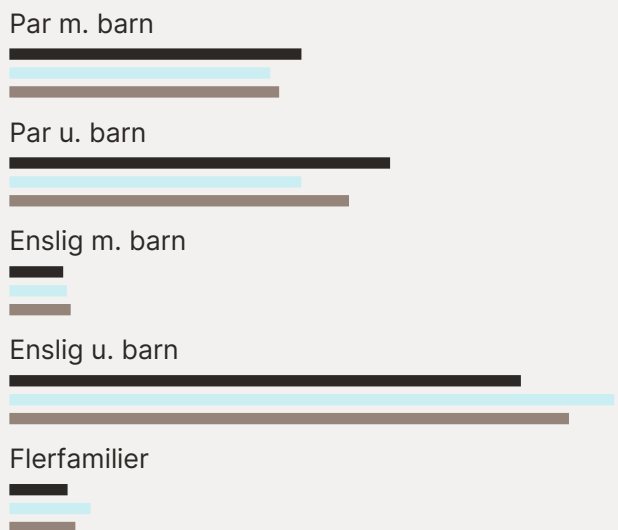 Par m. barn
Par u. barn
Enslig m. barn
Enslig u. barn
Flerfamilier